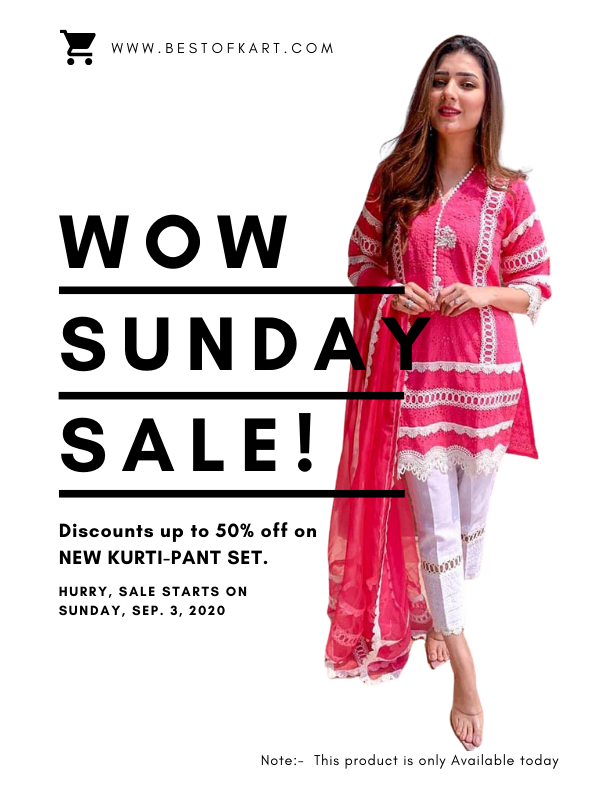 WWW.BESTOFKART.COM
WOW
SUNDAY
SALE!
Discounts up to 50% off on
NEW KURTI-PANT SET.
HURRY, SALE STARTS ON
SUNDAY, SEP. 3, 2020
Note:- This product is only Available today